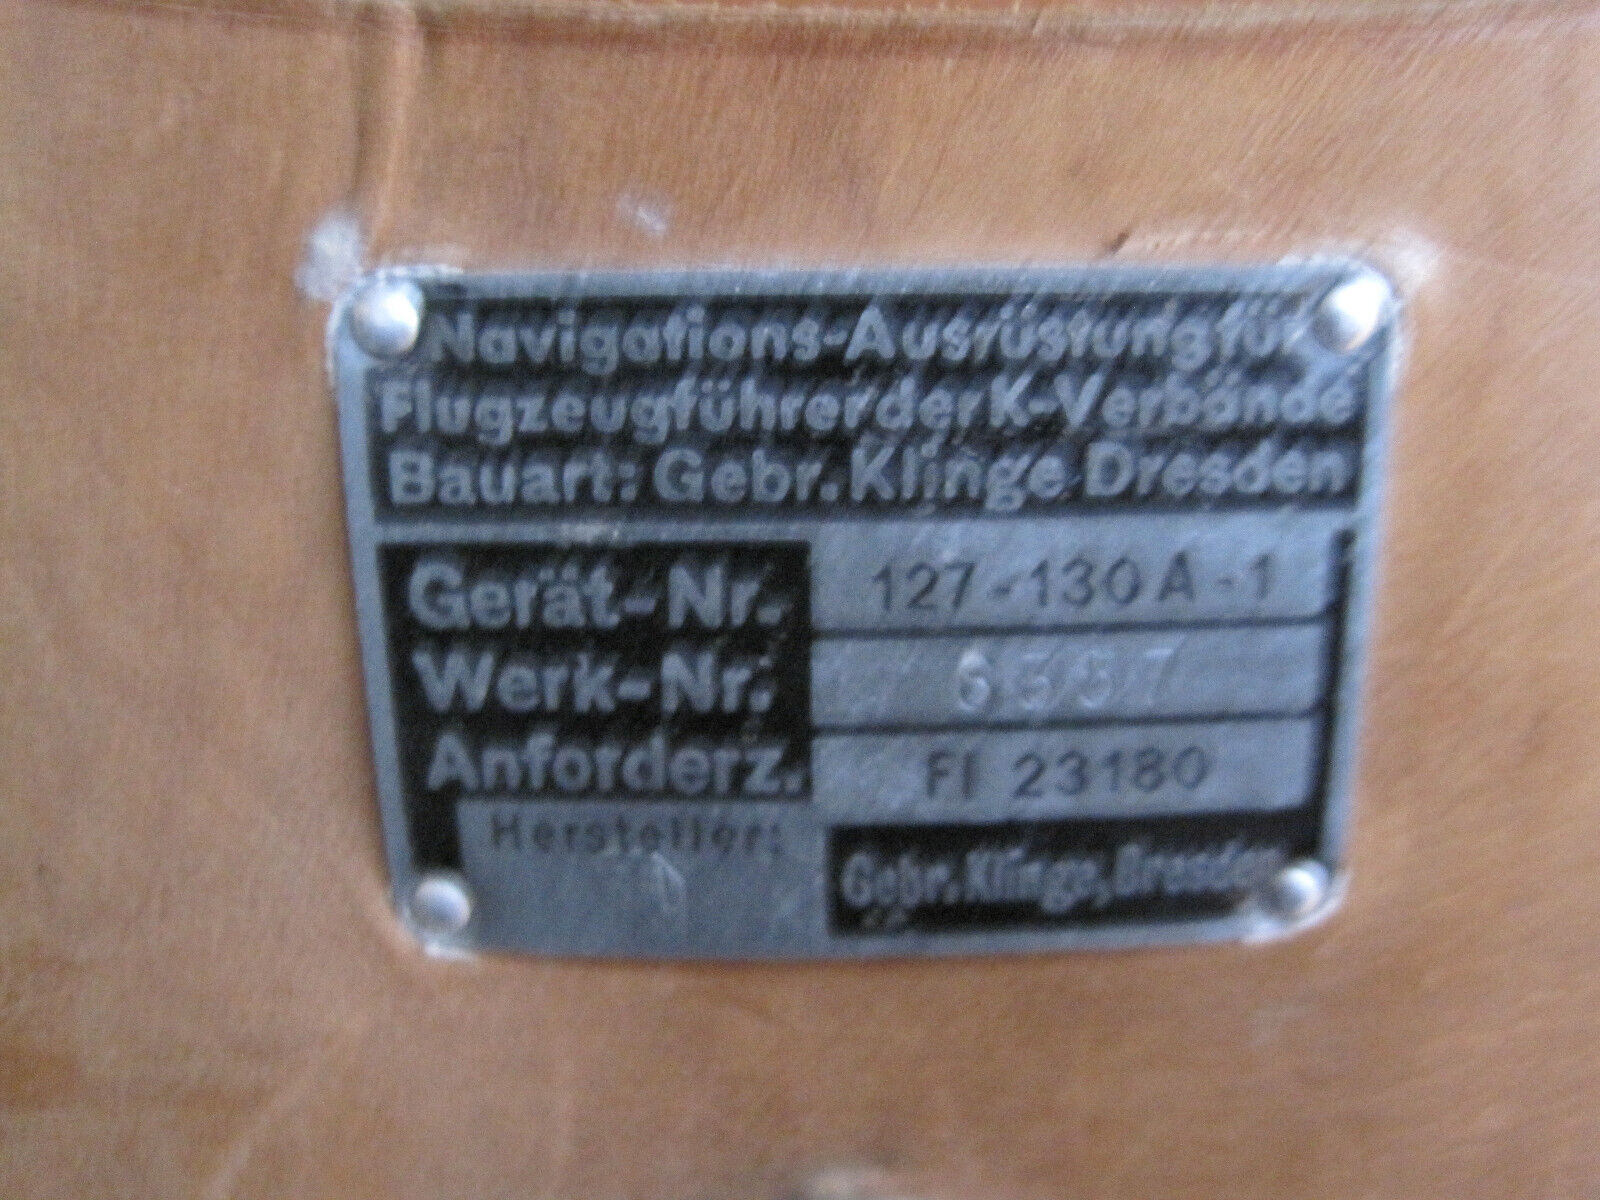 Navigations-Ausrüstung für
Flugzeugführer der K-Verbände
Bauart: Gebr. Klinge Dresden
Gerät-Nr. 127-130A-1
Werk-Nr.
Anforderz. Fl 23180
Hersteller: Gebr. Klinge, Dresden